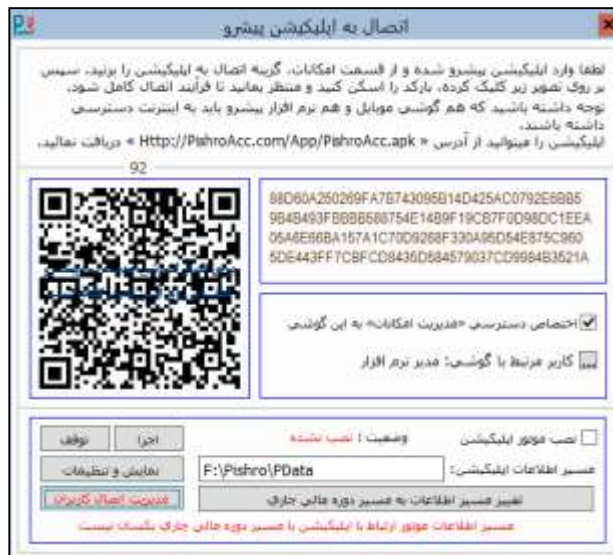 اتصال به اپلیکیشن پیشرو
لطفا وارد اپلیکیشن پیشرو شده و از قسمت امکانات، گزینه اتصال به اپلیکیشن را بزنید، سپس
بر روی تصویر زیر کلیک کرده، بارکد را اسکن کنید و منتظر بمانید تا فرآیند اتصال کامل شود.
توجه داشته باشید که هم گوشی موبایل و هم نرم افزار پیشرو باید به اینترنت دسترسی
داشته باشند.
اپلیکیشن را میتوانید از آدرس « Http://PishroAcc.com/App/PishroAcc.apk » دریافت نمائید.
92
88D60A250269FA7B743095B14D425AC0792E6BB5
9B4B493FBBBB588754E14B9F19CB7F0D98DC1EEA
05A6E66BA157A1C70D9268F330A95D54E875C960
5DE443FF7CBFCD8435D584579037CD9984B3521A
اختصاص دسترسی «مدیریت امکانات» به این گوشی
... کاربر مرتبط با گوشی: مدیر نرم افزار
نصب موتور اپلیکیشن وضعیت : نصب نشده اجرا توقف
مسیر اطلاعات اپلیکیشن: F:\Pishro\PData نمایش و تنظیمات
تغییر مسیر اطلاعات به مسیر دوره مالی جاری مدیریت اتصال کاربران
مسیر اطلاعات موتور ارتباط با اپلیکیشن با مسیر دوره مالی جاری یکسان نیست